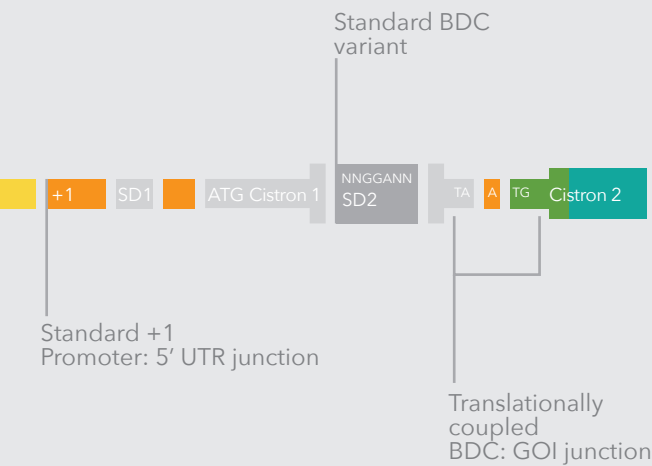 Standard BDC
variant
NNGGANN
+1 SD1 ATG Cistron 1 SD2 TA A TG Cistron 2
Standard +1
Promoter: 5’ UTR junction
Translationally
coupled
BDC: GOI junction